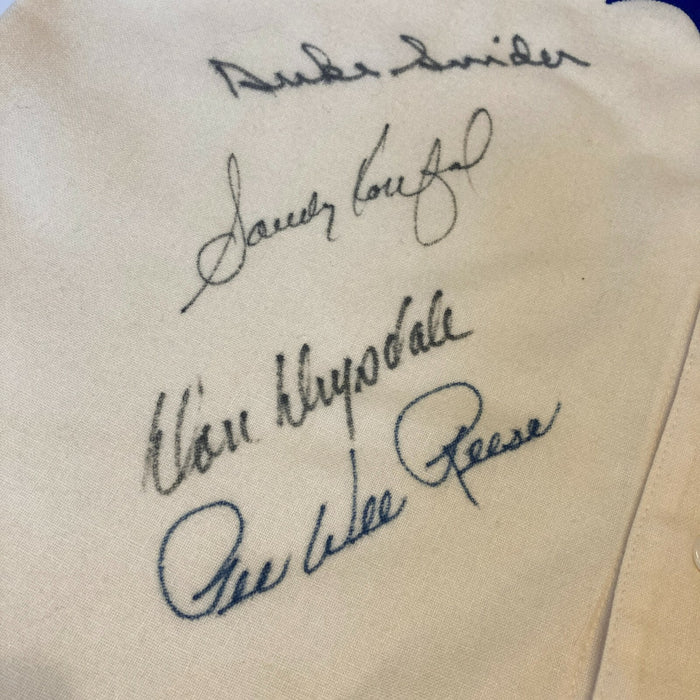 Duke Snider
Sandy Koufax
Don Drysdale
Pee Wee Reese